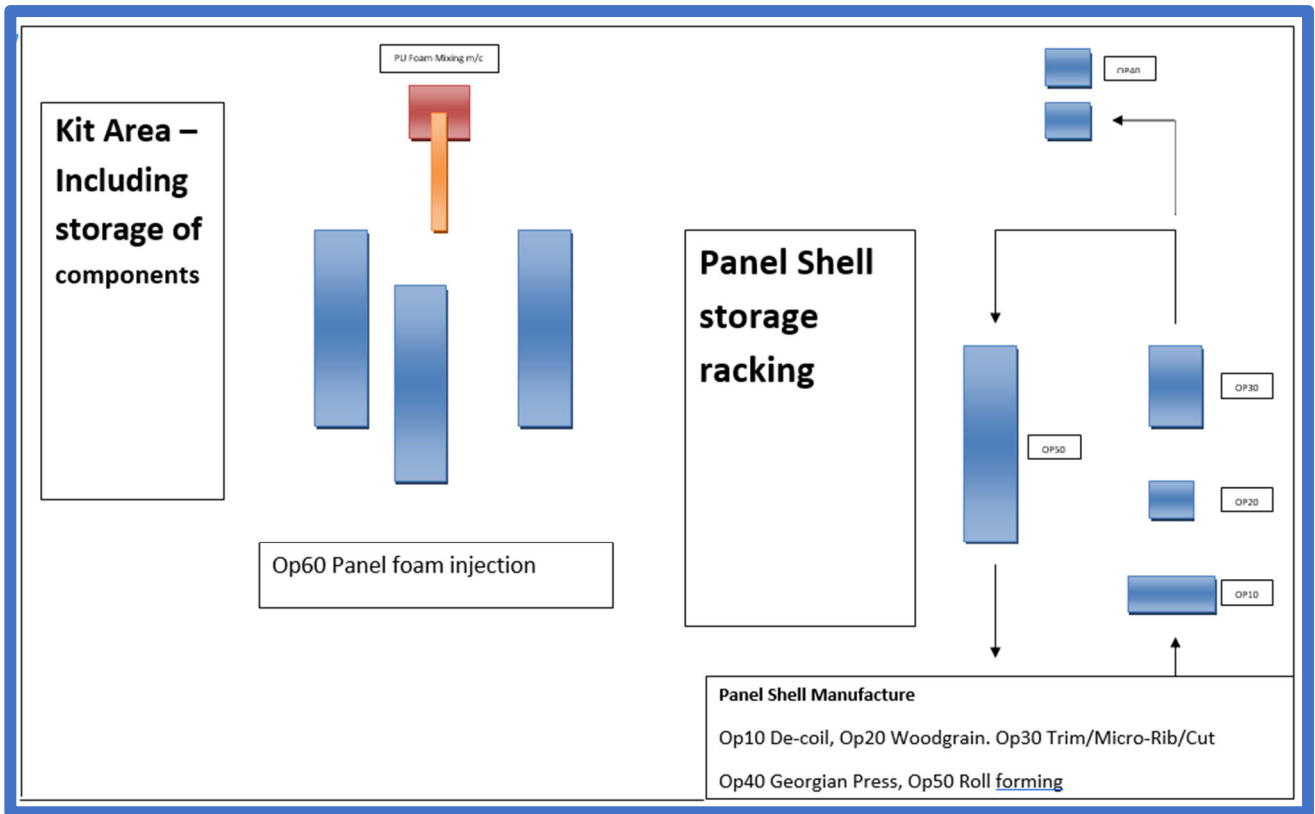 PU Foam Mixing m/c
OP40
Kit Area –
Including
storage of
components
Panel Shell
storage
racking
OP30
OP50
OP20
Op60 Panel foam injection
OP10
Panel Shell Manufacture
Op10 De-coil, Op20 Woodgrain. Op30 Trim/Micro-Rib/Cut
Op40 Georgian Press, Op50 Roll forming